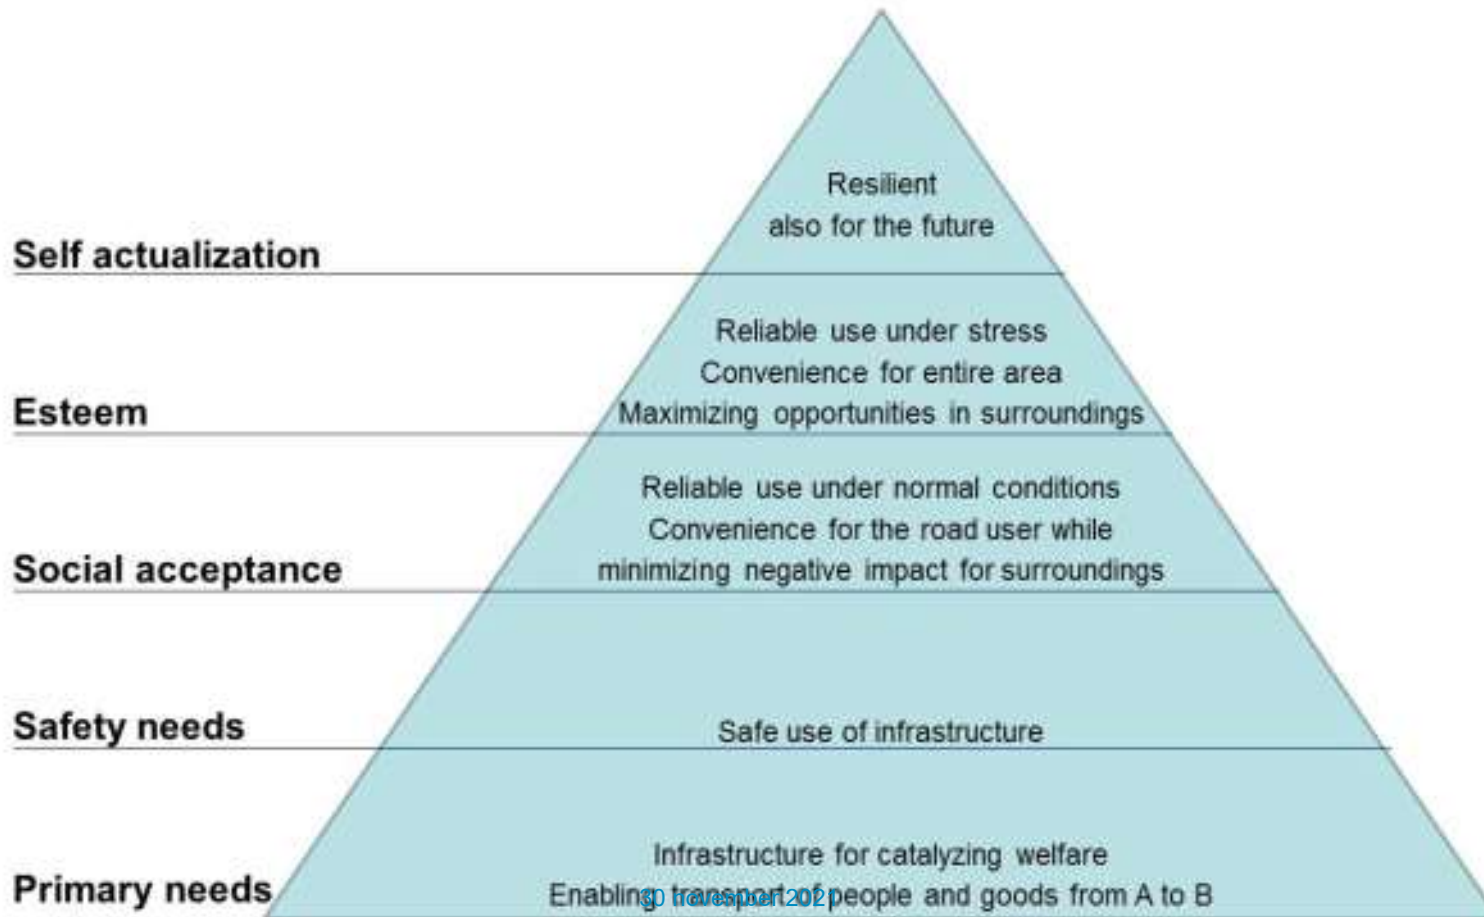 Resilient
also for the future
Self actualization
Reliable use under stress
Convenience for entire area
Maximizing opportunities in surroundings
Esteem
Reliable use under normal conditions
Convenience for the road user while
minimizing negative impact for surroundings
Social acceptance
Safety needs
Safe use of infrastructure
Infrastructure for catalyzing welfare
Primary needs
Enabling transport of people and goods from A to B
30 november 2021